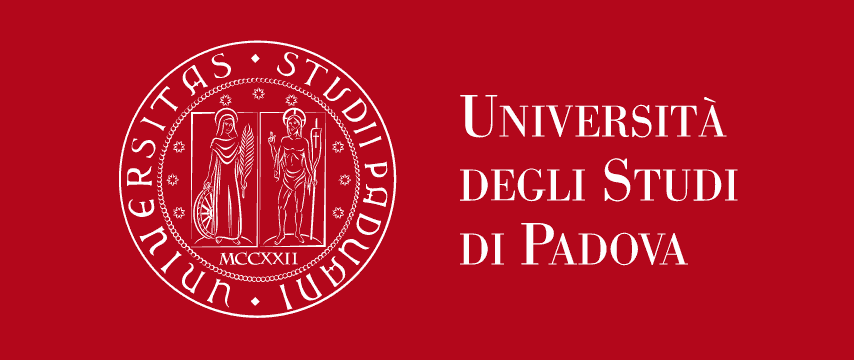 UNIVERSITAS STUDII PADUANI
MCCXXII
UNIVERSITÀ
DEGLI STUDI
DI PADOVA